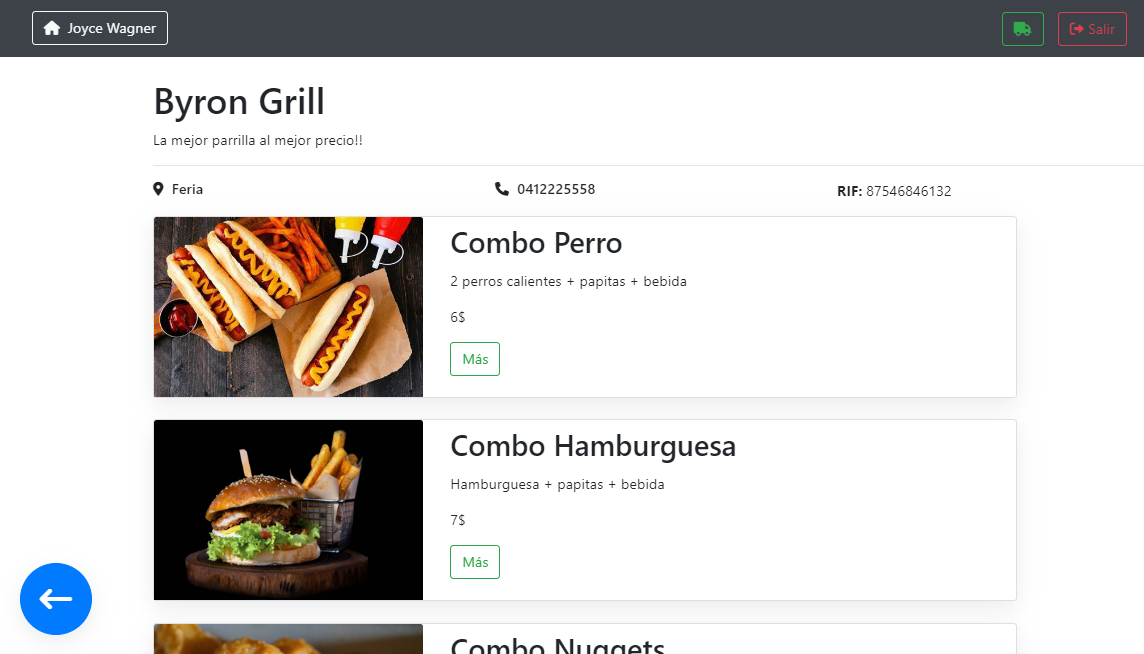 Joyce Wagner
Salir
Byron Grill
La mejor parrilla al mejor precio!!
Feria
0412225558
RIF: 87546846132
Combo Perro
2 perros calientes + papitas + bebida
6$
Más
Combo Hamburguesa
Hamburguesa + papitas + bebida
7$
Más
Combo Nuggets